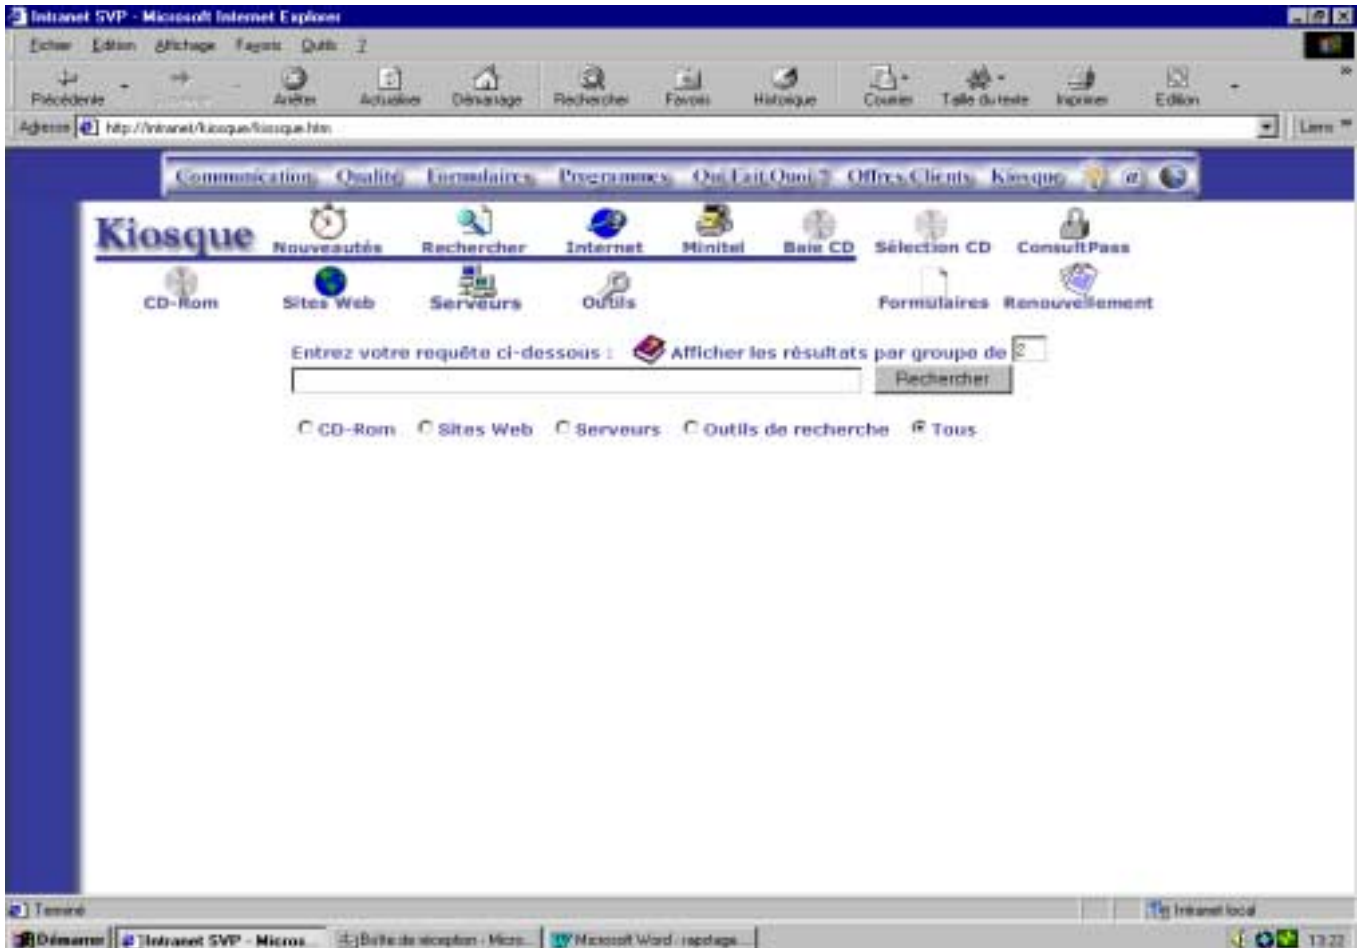 Intranet SVP - Microsoft Internet Explorer
Fichier Edition Affichage Favoris Outils ?
Précédente Arrêter Actualiser Démarrage Rechercher Favoris Historique Courrier Taille du texte Imprimer Edition
Adresse http://intranet/kiosque/kiosque.htm Liens
Communication Qualité Formulaires Programmes Qui Fait Quoi ? Offres Clients Kiosque @
Kiosque Nouveautés Rechercher Internet Minitel Baie CD Sélection CD ConsultPass
CD-Rom Sites Web Serveurs Outils Formulaires Renouvellement
Entrez votre requête ci-dessous : Afficher les résultats par groupe de 2
Rechercher
CD-Rom Sites Web Serveurs Outils de recherche Tous
Terminé Intranet local
Démarrer Intranet SVP - Micros... Boîte de réception - Micro... Microsoft Word - 13:22